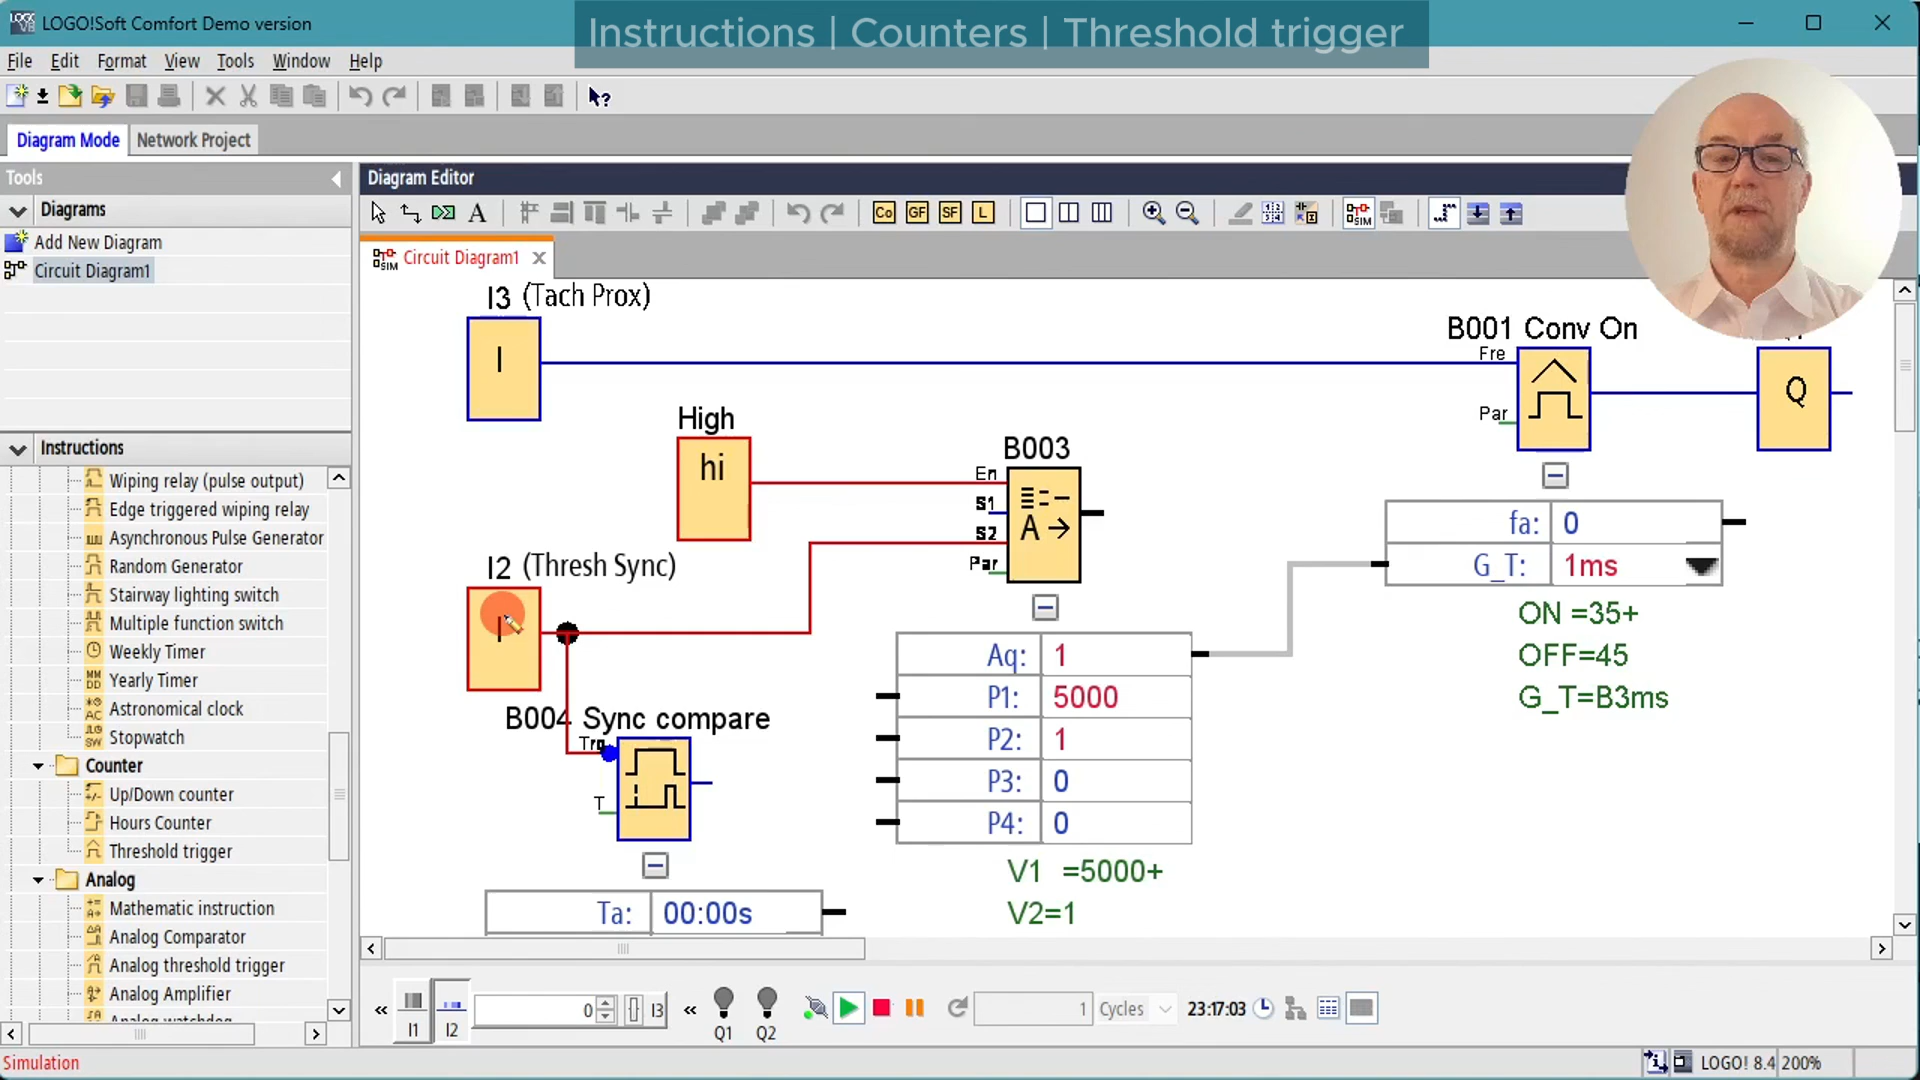 LOGO!Soft Comfort Demo version
Instructions | Counters | Threshold trigger
File Edit Format View Tools Window Help
Diagram Mode Network Project
Tools
Diagrams
Add New Diagram
Circuit Diagram1
Instructions
Wiping relay (pulse output)
Edge triggered wiping relay
Asynchronous Pulse Generator
Random Generator
Stairway lighting switch
Multiple function switch
Weekly Timer
Yearly Timer
Astronomical clock
Stopwatch
Counter
Up/Down counter
Hours Counter
Threshold trigger
Analog
Mathematic instruction
Analog Comparator
Analog threshold trigger
Analog Amplifier
Analog watchdog
Diagram Editor
A Co GF SF L SIM
SIM Circuit Diagram1
I3 (Tach Prox)
I
B001 Conv On
Fre
Par
Q
High
hi
B003
En
S1
S2
Par
A
fa: 0
G_T: 1ms
ON =35+
OFF=45
G_T=B3ms
I2 (Thresh Sync)
I
B004 Sync compare
Trg
T
Ta: 00:00s
Aq: 1
P1: 5000
P2: 1
P3: 0
P4: 0
V1 =5000+
V2=1
« I1 I2 0 I3 « Q1 Q2 1 Cycles 23:17:03
Simulation
LOGO! 8.4 200%